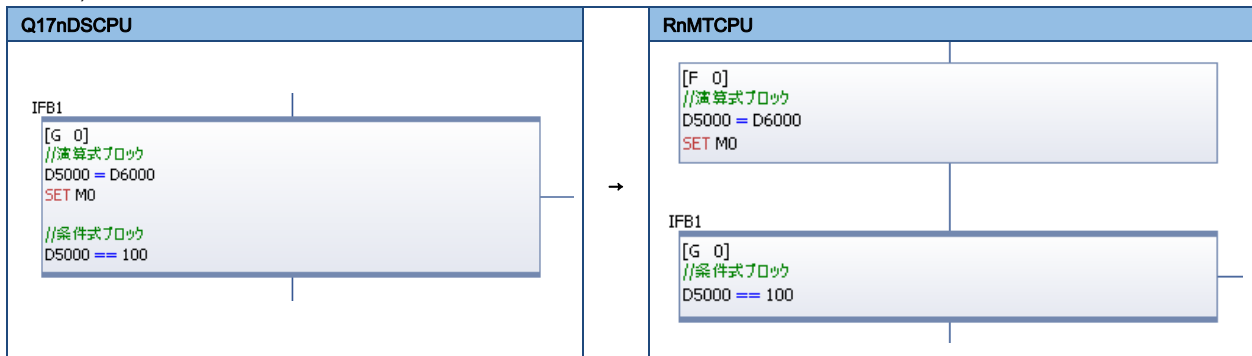 Q17nDSCPU
IFB1
[G 0]
//演算式ブロック
D5000 = D6000
SET M0
//条件式ブロック
D5000 == 100
→
RnMTCPU
[F 0]
//演算式ブロック
D5000 = D6000
SET M0
IFB1
[G 0]
//条件式ブロック
D5000 == 100